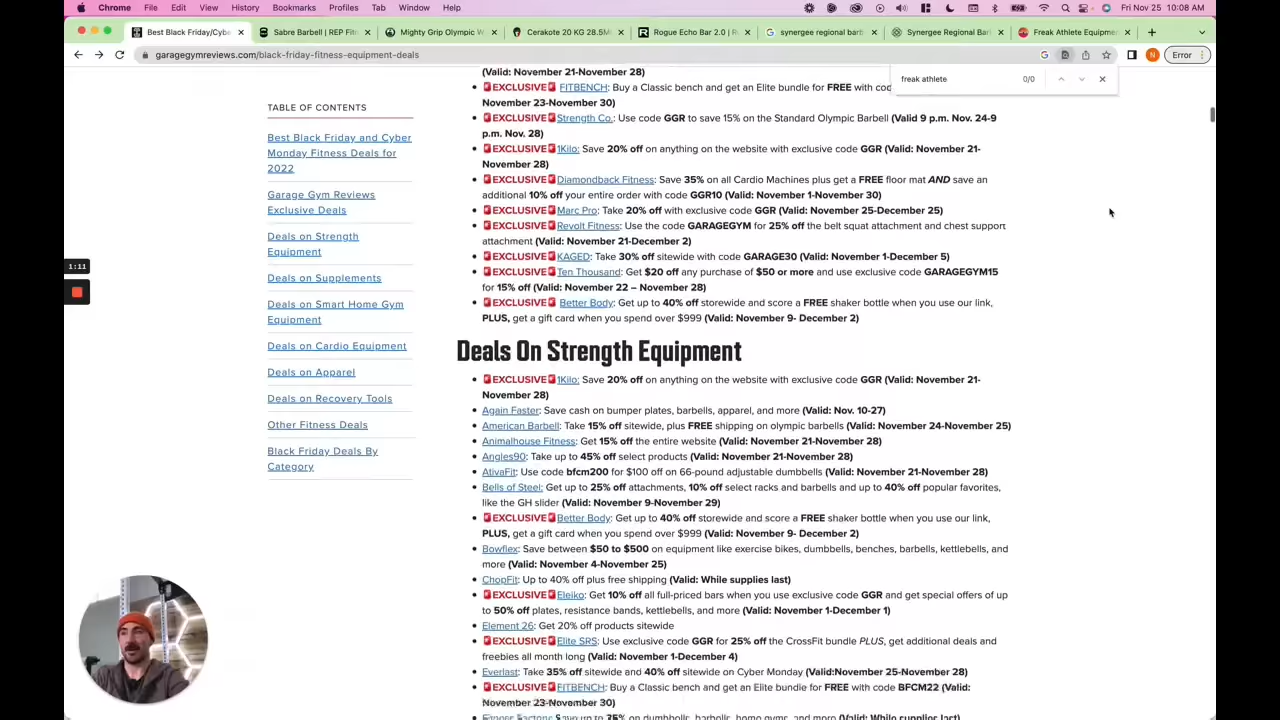 Chrome File Edit View History Bookmarks Profiles Tab Window Help Fri Nov 25 10:08 AM
Best Black Friday/Cybe Sabre Barbell | REP Fitn Mighty Grip Olympic W Cerakote 20 KG 28.5M Rogue Echo Bar 2.0 | R synergee regional barb Synergee Regional Bar Freak Athlete Equipme
garagegymreviews.com/black-friday-fitness-equipment-deals N Error
freak athlete 0/0
TABLE OF CONTENTS
Best Black Friday and Cyber
Monday Fitness Deals for
2022
Garage Gym Reviews
Exclusive Deals
Deals on Strength
Equipment
Deals on Supplements
Deals on Smart Home Gym
Equipment
Deals on Cardio Equipment
Deals on Apparel
Deals on Recovery Tools
Other Fitness Deals
Black Friday Deals By
Category
1:11
(Valid: November 21-November 28)
🚨EXCLUSIVE🚨 FITBENCH: Buy a Classic bench and get an Elite bundle for FREE with cod
November 23-November 30)
🚨EXCLUSIVE🚨 Strength Co.: Use code GGR to save 15% on the Standard Olympic Barbell (Valid 9 p.m. Nov. 24-9
p.m. Nov. 28)
🚨EXCLUSIVE🚨 1Kilo: Save 20% off on anything on the website with exclusive code GGR (Valid: November 21-
November 28)
🚨EXCLUSIVE🚨 Diamondback Fitness: Save 35% on all Cardio Machines plus get a FREE floor mat AND save an
additional 10% off your entire order with code GGR10 (Valid: November 1-November 30)
🚨EXCLUSIVE🚨 Marc Pro: Take 20% off with exclusive code GGR (Valid: November 25-December 25)
🚨EXCLUSIVE🚨 Revolt Fitness: Use the code GARAGEGYM for 25% off the belt squat attachment and chest support
attachment (Valid: November 21-December 2)
🚨EXCLUSIVE🚨 KAGED: Take 30% off sitewide with code GARAGE30 (Valid: November 1-December 5)
🚨EXCLUSIVE🚨 Ten Thousand: Get $20 off any purchase of $50 or more and use exclusive code GARAGEGYM15
for 15% off (Valid: November 22 – November 28)
🚨EXCLUSIVE🚨 Better Body: Get up to 40% off storewide and score a FREE shaker bottle when you use our link,
PLUS, get a gift card when you spend over $999 (Valid: November 9- December 2)
Deals On Strength Equipment
🚨EXCLUSIVE🚨 1Kilo: Save 20% off on anything on the website with exclusive code GGR (Valid: November 21-
November 28)
Again Faster: Save cash on bumper plates, barbells, apparel, and more (Valid: Nov. 10-27)
American Barbell: Take 15% off sitewide, plus FREE shipping on olympic barbells (Valid: November 24-November 25)
Animalhouse Fitness: Get 15% off the entire website (Valid: November 21-November 28)
Angles90: Take up to 45% off select products (Valid: November 21-November 28)
AtivaFit: Use code bfcm200 for $100 off on 66-pound adjustable dumbbells (Valid: November 21-November 28)
Bells of Steel: Get up to 25% off attachments, 10% off select racks and barbells and up to 40% off popular favorites,
like the GH slider (Valid: November 9-November 29)
🚨EXCLUSIVE🚨 Better Body: Get up to 40% off storewide and score a FREE shaker bottle when you use our link,
PLUS, get a gift card when you spend over $999 (Valid: November 9- December 2)
Bowflex: Save between $50 to $500 on equipment like exercise bikes, dumbbells, benches, barbells, kettlebells, and
more (Valid: November 4-November 25)
ChopFit: Up to 40% off plus free shipping (Valid: While supplies last)
🚨EXCLUSIVE🚨 Eleiko: Get 10% off all full-priced bars when you use exclusive code GGR and get special offers of up
to 50% off plates, resistance bands, kettlebells, and more (Valid: November 1-December 1)
Element 26: Get 20% off products sitewide
🚨EXCLUSIVE🚨 Elite SRS: Use exclusive code GGR for 25% off the CrossFit bundle PLUS, get additional deals and
freebies all month long (Valid: November 1-December 4)
Everlast: Take 35% off sitewide and 40% off sitewide on Cyber Monday (Valid:November 25-November 28)
🚨EXCLUSIVE🚨 FITBENCH: Buy a Classic bench and get an Elite bundle for FREE with code BFCM22 (Valid:
November 23-November 30)
Save up to 75% on dumbbells, barbells, home gyms, and more (Valid: While supplies last)